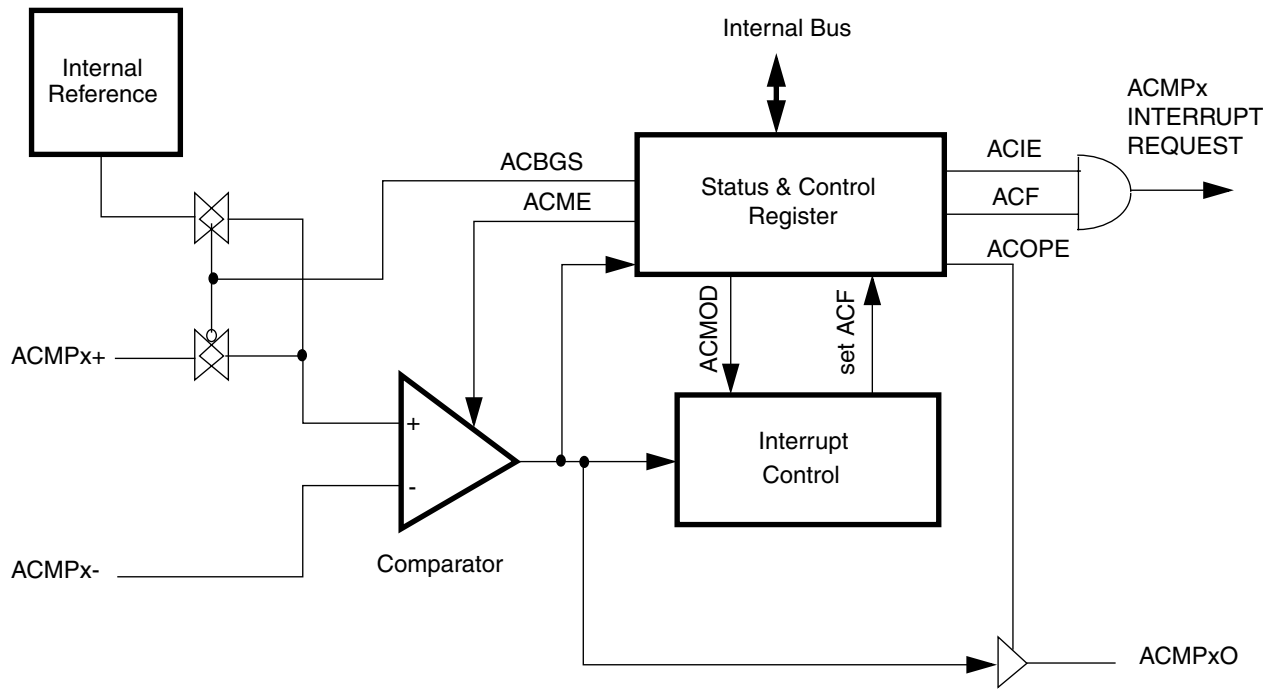 Internal Bus
Internal
Reference
ACMPx
INTERRUPT
REQUEST
ACBGS
ACME
Status & Control
Register
ACIE
ACF
ACOPE
ACMOD
set ACF
ACMPx+
+
-
Interrupt
Control
Comparator
ACMPx-
ACMPxO